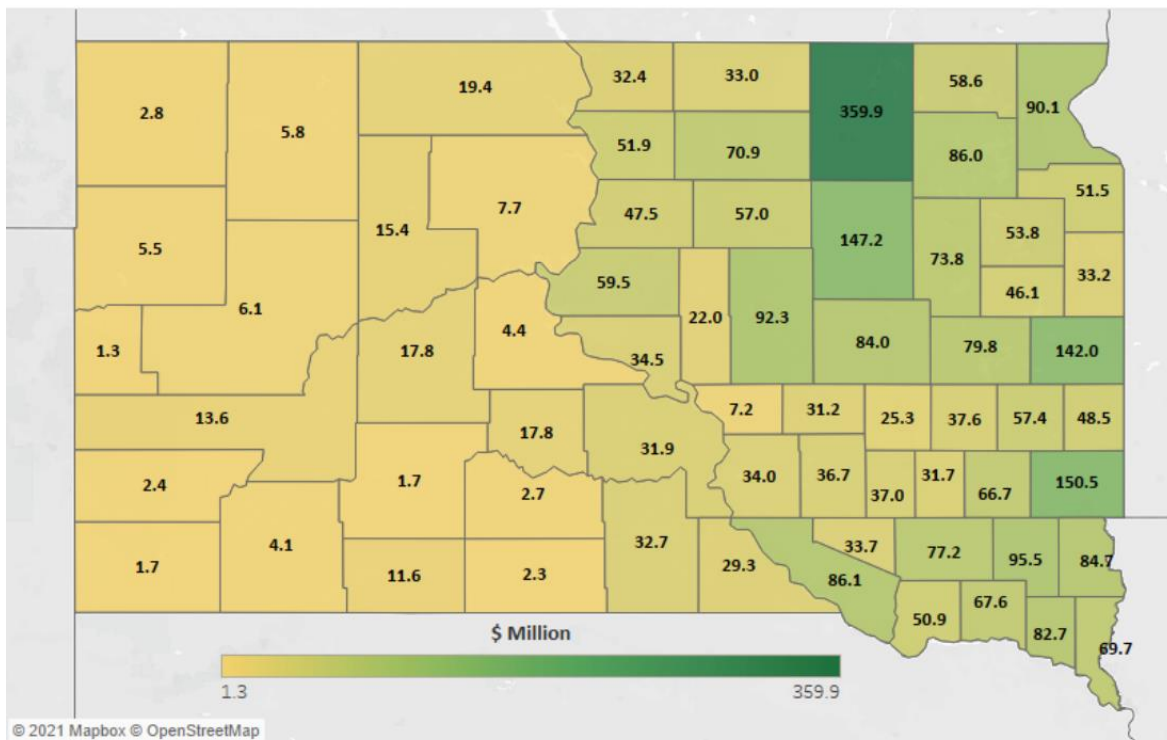 19.4 32.4 33.0 58.6
2.8 5.8 359.9 90.1
51.9 70.9 86.0
7.7 51.5
15.4 47.5 57.0 53.8
5.5 147.2 73.8 33.2
59.5 46.1
6.1 22.0 92.3
1.3 17.8 4.4 34.5 84.0 79.8 142.0
13.6 7.2 31.2 25.3 37.6 57.4 48.5
17.8 31.9
2.4 1.7 2.7 34.0 36.7 37.0 31.7 66.7 150.5
4.1 32.7 33.7 77.2 95.5 84.7
1.7 11.6 2.3 29.3 86.1
50.9 67.6 82.7 69.7
$ Million
1.3 359.9
© 2021 Mapbox © OpenStreetMap